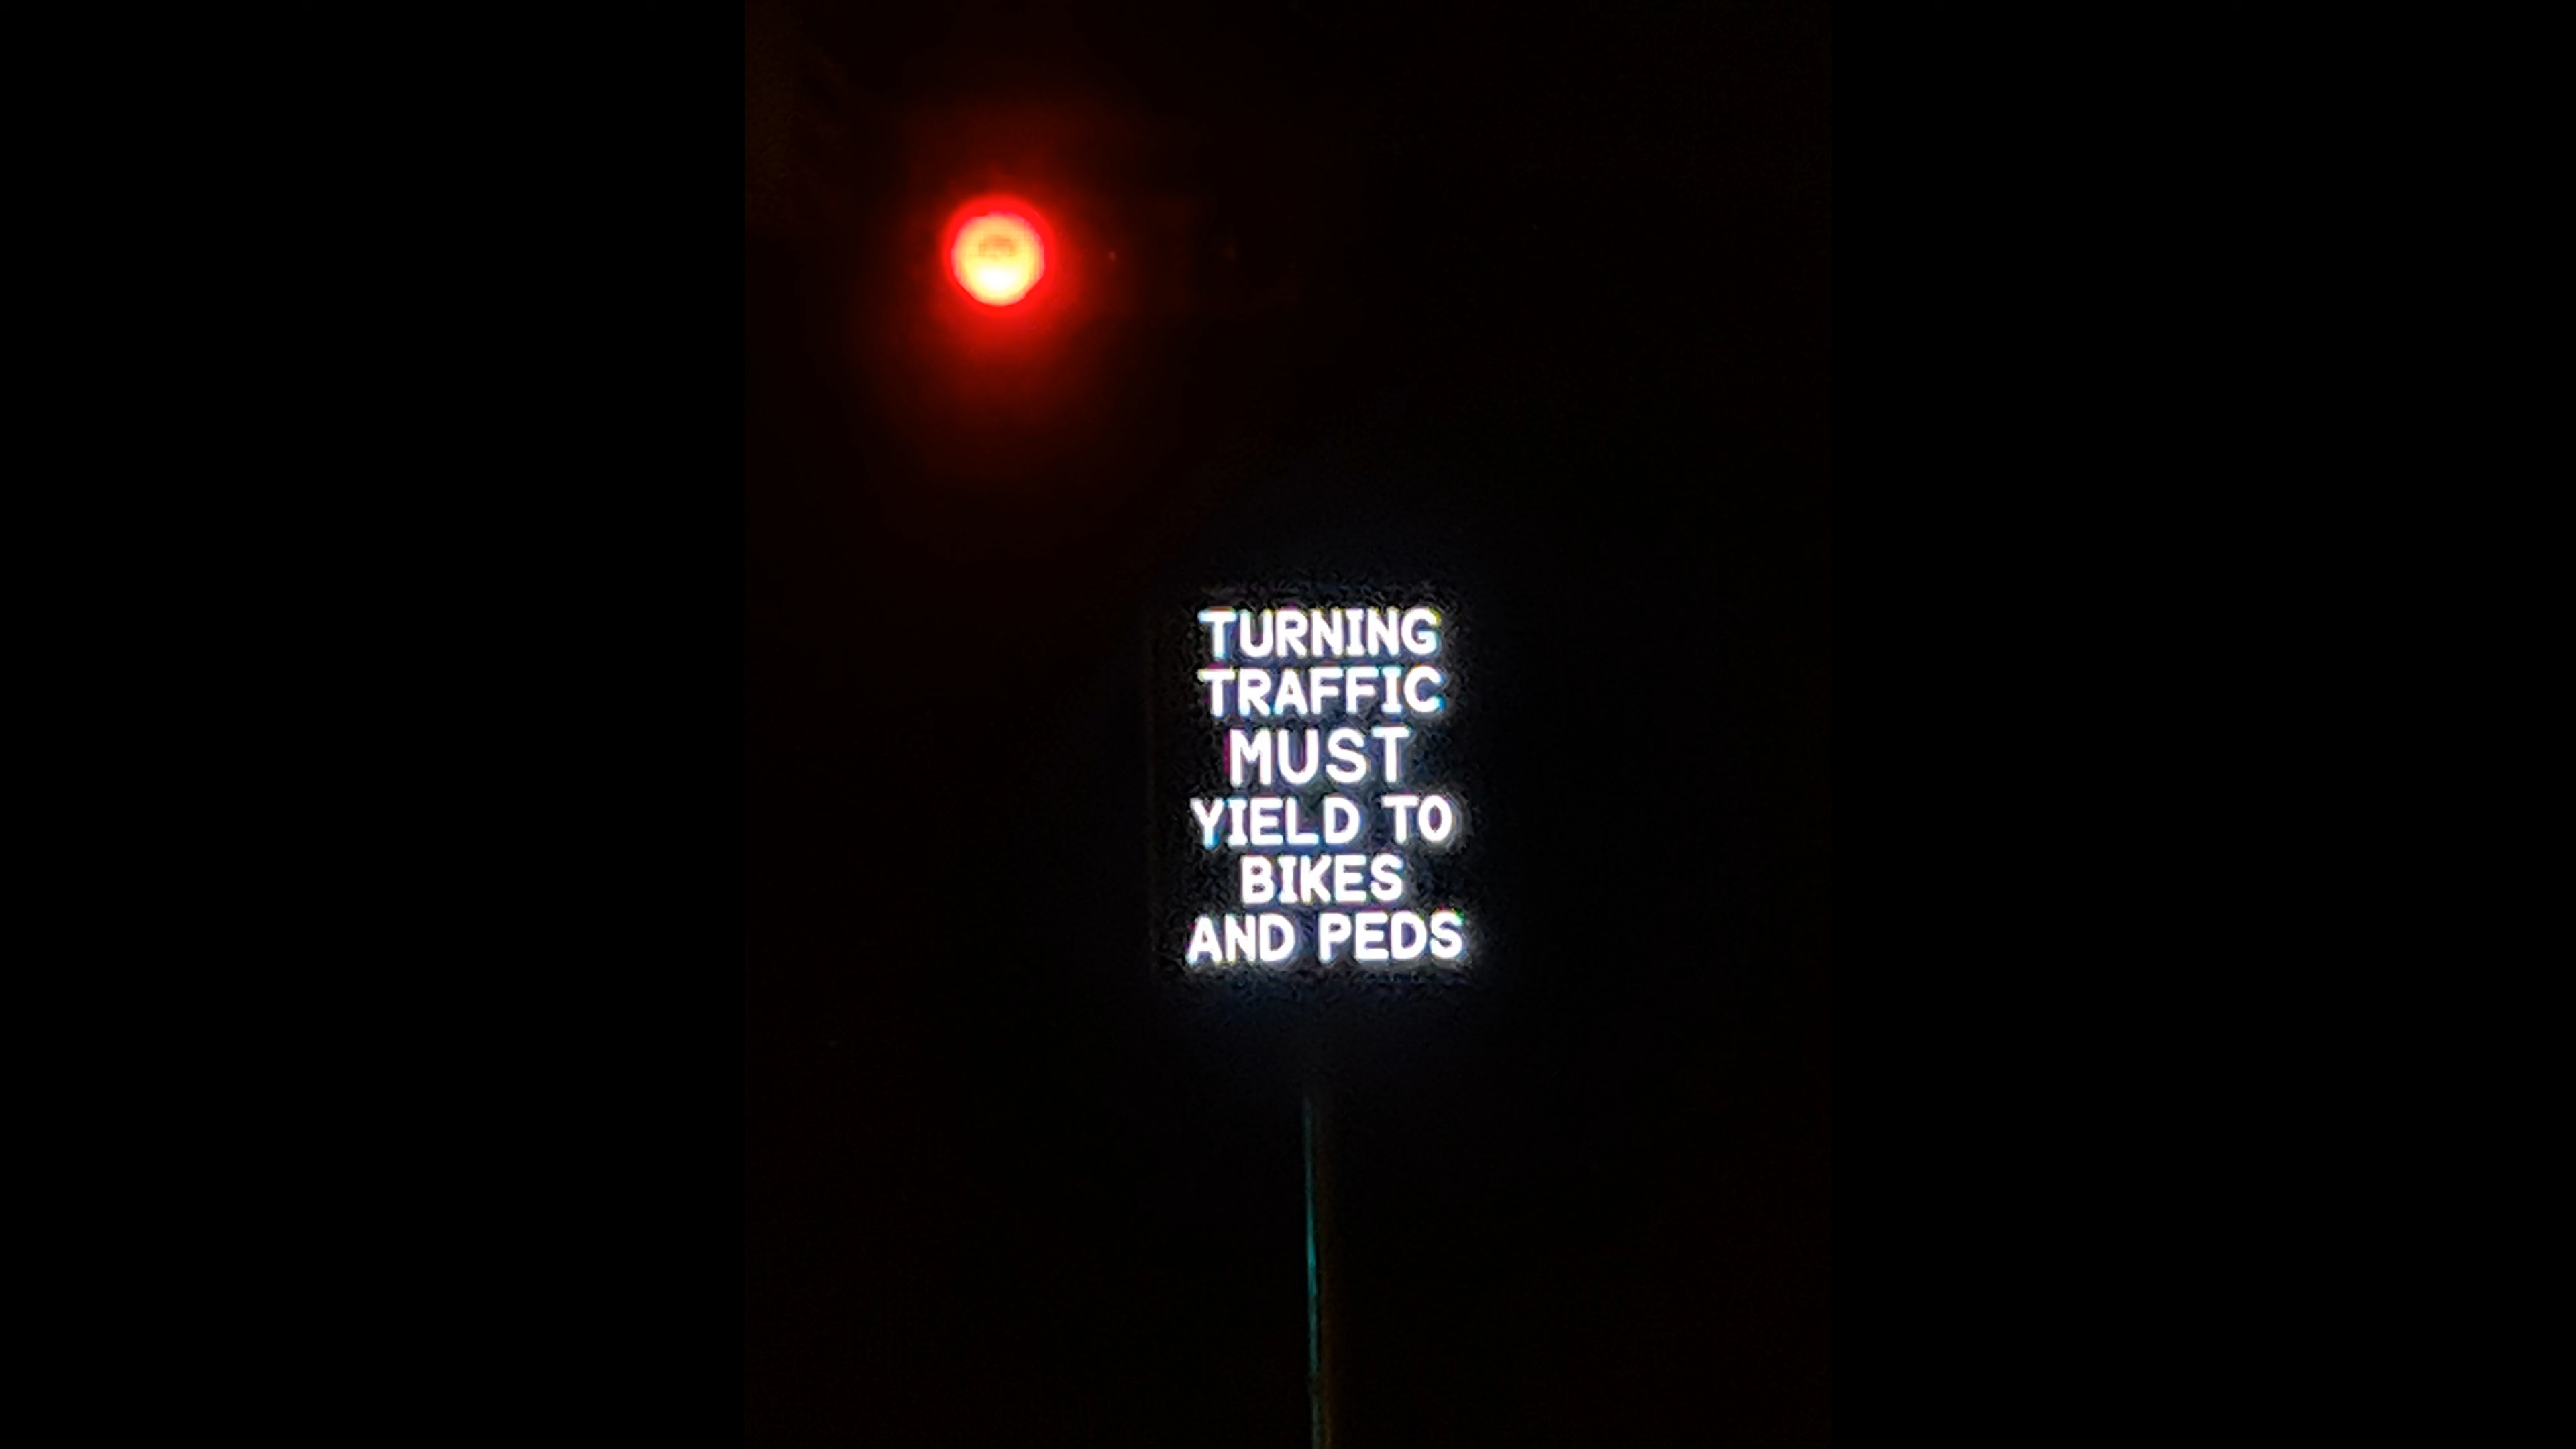 TURNING
TRAFFIC
MUST
YIELD TO
BIKES
AND PEDS